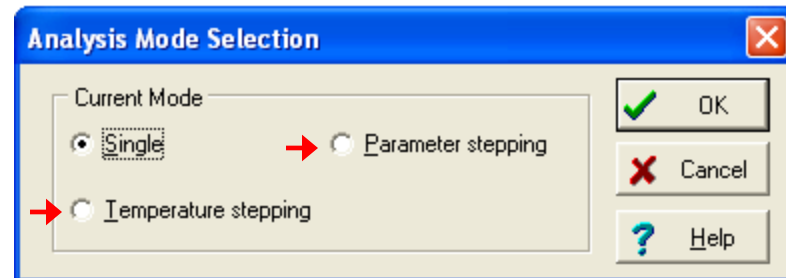 Analysis Mode Selection
Current Mode
Single
Parameter stepping
Temperature stepping
OK
Cancel
Help